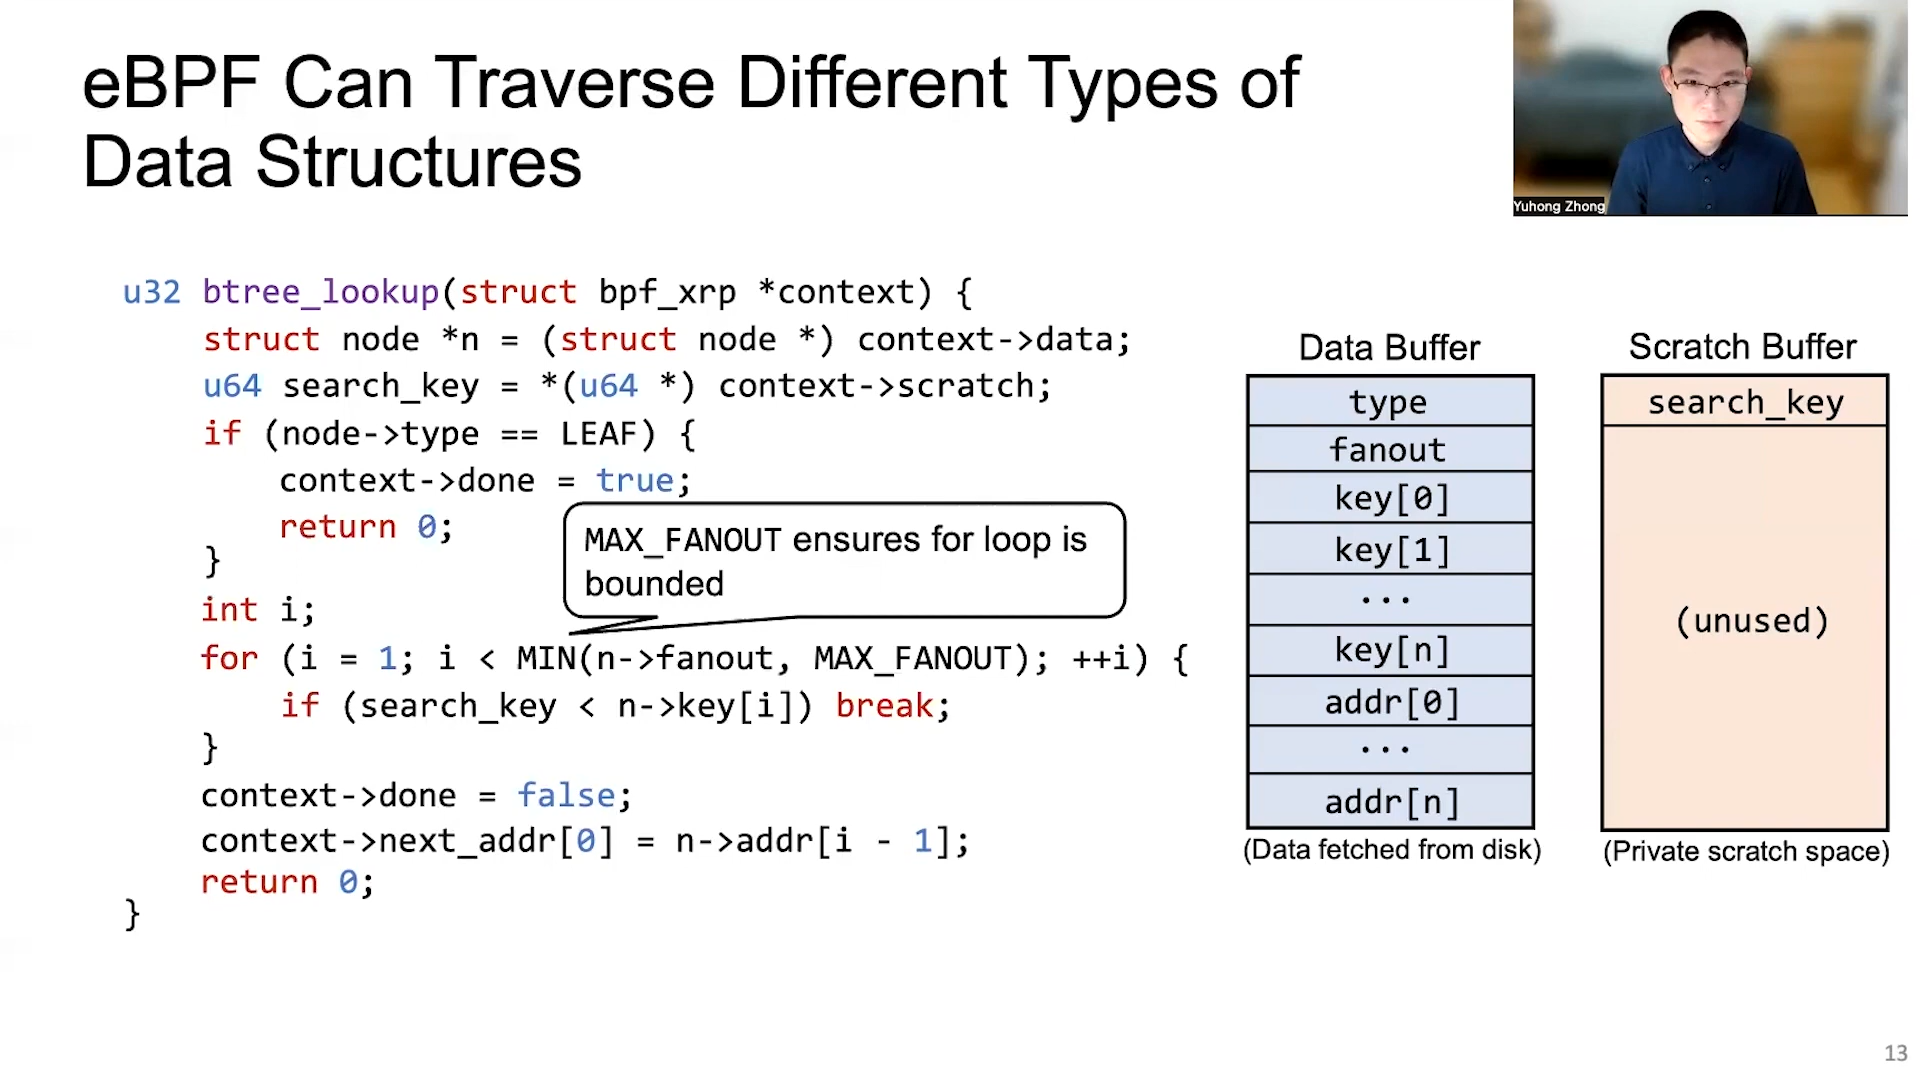 eBPF Can Traverse Different Types of
Data Structures
Yuhong Zhong
u32 btree_lookup(struct bpf_xrp *context) {
struct node *n = (struct node *) context->data;
u64 search_key = *(u64 *) context->scratch;
if (node->type == LEAF) {
context->done = true;
return 0;
}
int i;
for (i = 1; i < MIN(n->fanout, MAX_FANOUT); ++i) {
if (search_key < n->key[i]) break;
}
context->done = false;
context->next_addr[0] = n->addr[i - 1];
return 0;
}
MAX_FANOUT ensures for loop is
bounded
Data Buffer
type
fanout
key[0]
key[1]
...
key[n]
addr[0]
...
addr[n]
(Data fetched from disk)
Scratch Buffer
search_key
(unused)
(Private scratch space)
13